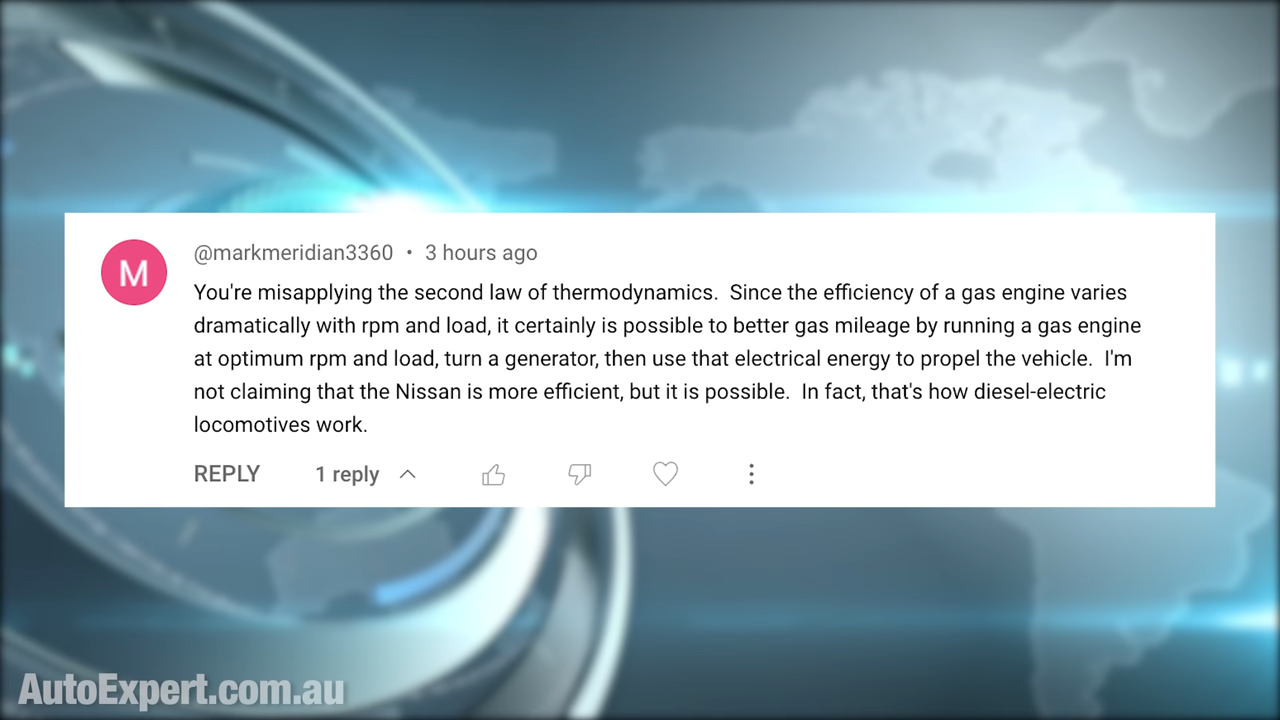 M
@markmeridian3360 • 3 hours ago
You're misapplying the second law of thermodynamics.  Since the efficiency of a gas engine varies
dramatically with rpm and load, it certainly is possible to better gas mileage by running a gas engine
at optimum rpm and load, turn a generator, then use that electrical energy to propel the vehicle.  I'm
not claiming that the Nissan is more efficient, but it is possible.  In fact, that's how diesel-electric
locomotives work.
REPLY 1 reply
AutoExpert.com.au